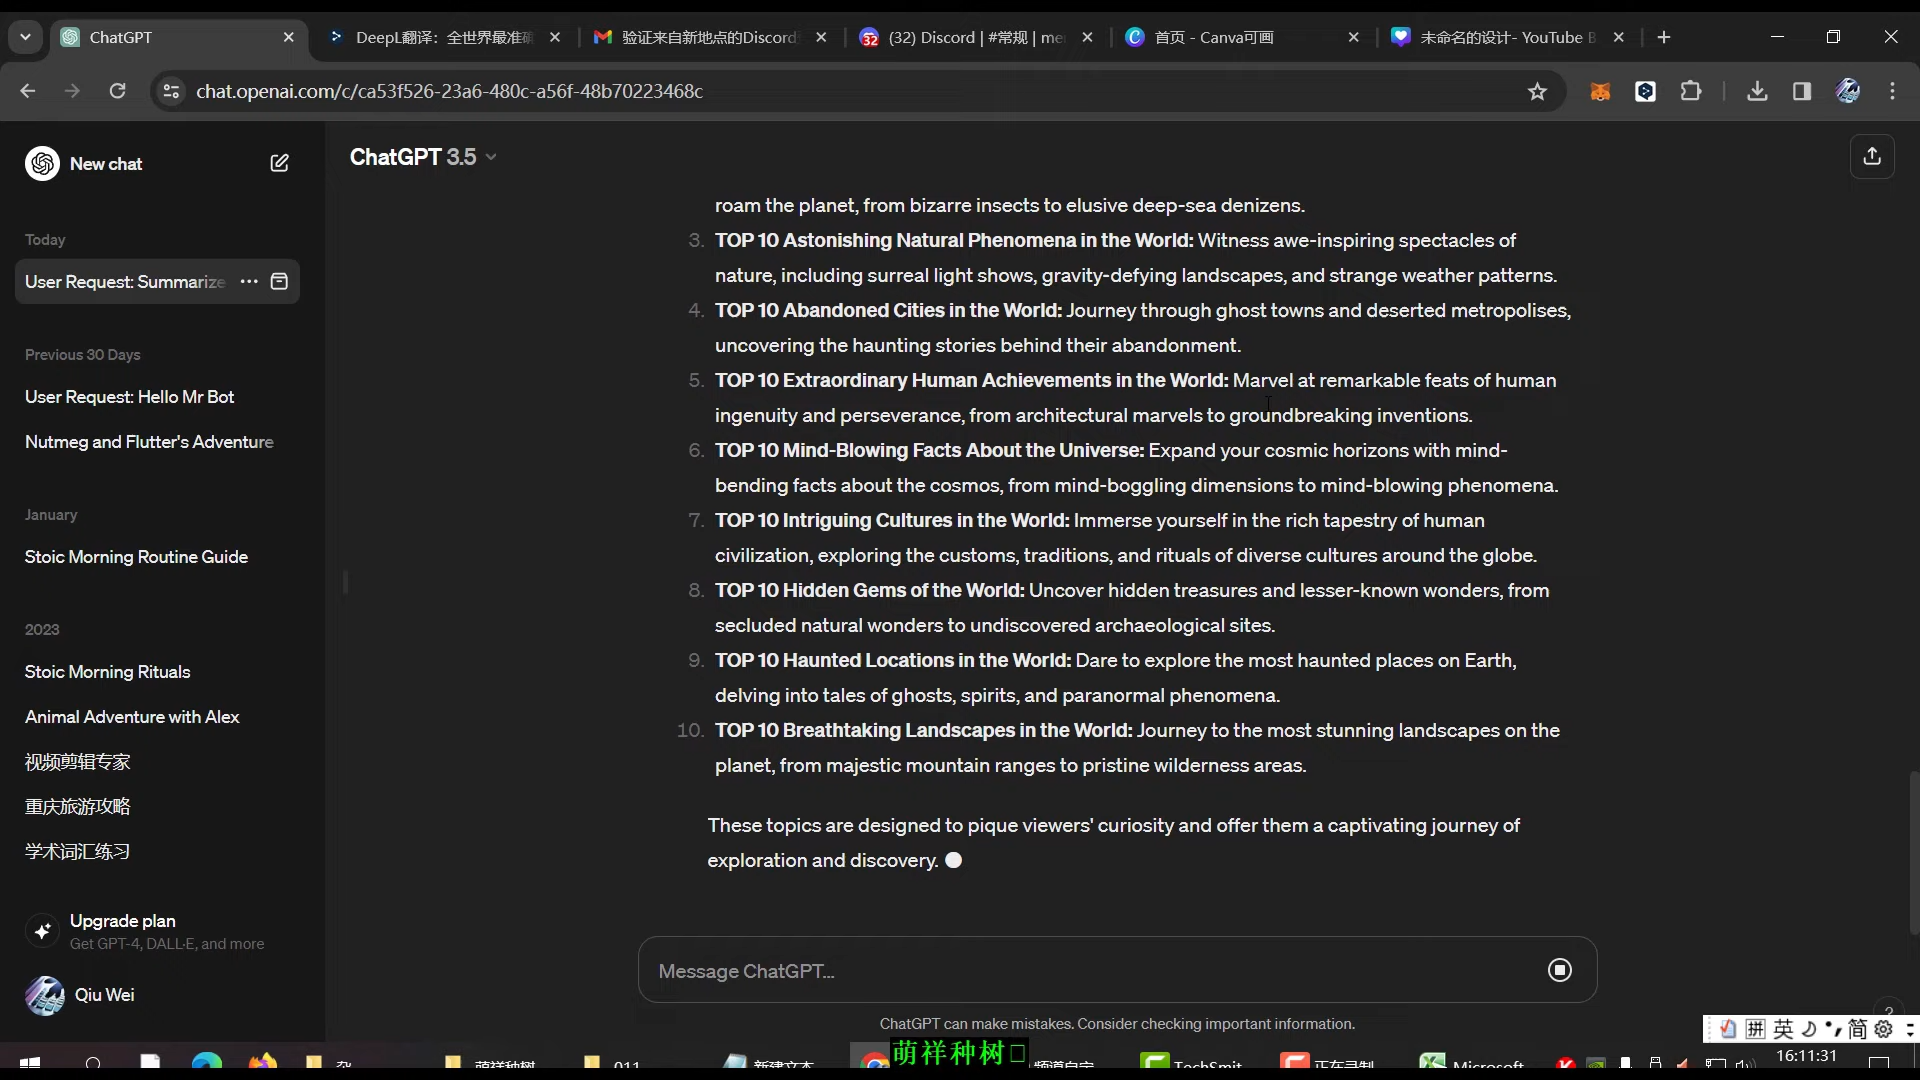 ChatGPT
DeepL翻译：全世界最准确
验证来自新地点的Discord
(32) Discord | #常规 | me
首页 - Canva可画
未命名的设计- YouTube B
chat.openai.com/c/ca53f526-23a6-480c-a56f-48b70223468c
New chat
Today
User Request: Summarize
Previous 30 Days
User Request: Hello Mr Bot
Nutmeg and Flutter's Adventure
January
Stoic Morning Routine Guide
2023
Stoic Morning Rituals
Animal Adventure with Alex
视频剪辑专家
重庆旅游攻略
学术词汇练习
Upgrade plan
Get GPT-4, DALL·E, and more
Qiu Wei
ChatGPT 3.5
roam the planet, from bizarre insects to elusive deep-sea denizens.
3. TOP 10 Astonishing Natural Phenomena in the World: Witness awe-inspiring spectacles of
nature, including surreal light shows, gravity-defying landscapes, and strange weather patterns.
4. TOP 10 Abandoned Cities in the World: Journey through ghost towns and deserted metropolises,
uncovering the haunting stories behind their abandonment.
5. TOP 10 Extraordinary Human Achievements in the World: Marvel at remarkable feats of human
ingenuity and perseverance, from architectural marvels to groundbreaking inventions.
6. TOP 10 Mind-Blowing Facts About the Universe: Expand your cosmic horizons with mind-
bending facts about the cosmos, from mind-boggling dimensions to mind-blowing phenomena.
7. TOP 10 Intriguing Cultures in the World: Immerse yourself in the rich tapestry of human
civilization, exploring the customs, traditions, and rituals of diverse cultures around the globe.
8. TOP 10 Hidden Gems of the World: Uncover hidden treasures and lesser-known wonders, from
secluded natural wonders to undiscovered archaeological sites.
9. TOP 10 Haunted Locations in the World: Dare to explore the most haunted places on Earth,
delving into tales of ghosts, spirits, and paranormal phenomena.
10. TOP 10 Breathtaking Landscapes in the World: Journey to the most stunning landscapes on the
planet, from majestic mountain ranges to pristine wilderness areas.
These topics are designed to pique viewers' curiosity and offer them a captivating journey of
exploration and discovery.
Message ChatGPT...
ChatGPT can make mistakes. Consider checking important information.
?
拼 英 简
萌祥种树
011
新建文本
萌祥种树
TechSmit
正在录制
Microsoft
16:11:31